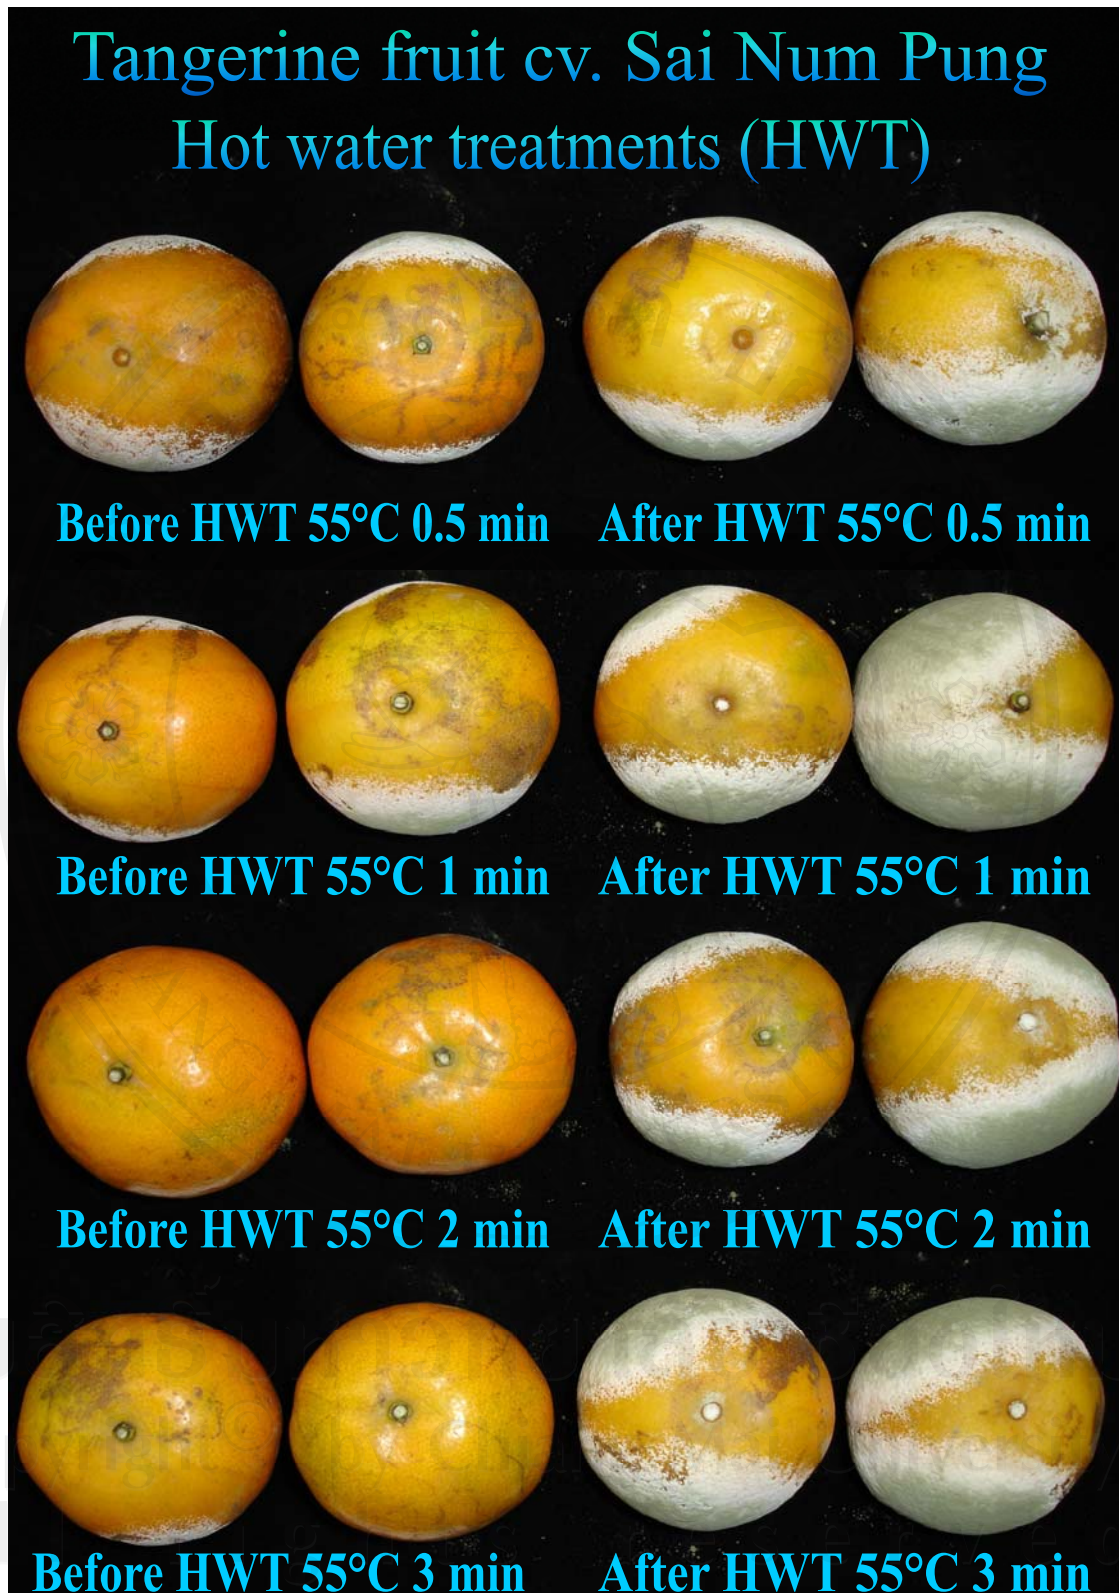 Tangerine fruit cv. Sai Num Pung
Hot water treatments (HWT)
Before HWT 55°C 0.5 min After HWT 55°C 0.5 min
Before HWT 55°C 1 min After HWT 55°C 1 min
Before HWT 55°C 2 min After HWT 55°C 2 min
Before HWT 55°C 3 min After HWT 55°C 3 min